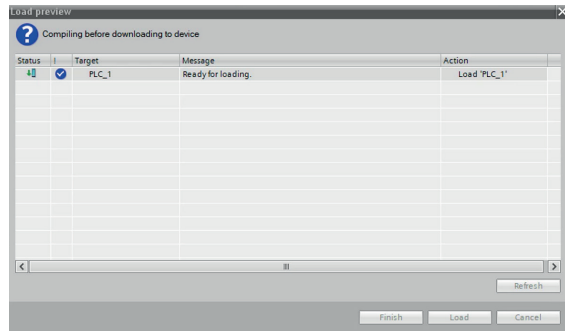 Load preview
Compiling before downloading to device
Status ! Target Message Action
PLC_1 Ready for loading. Load 'PLC_1'
Refresh
Finish Load Cancel